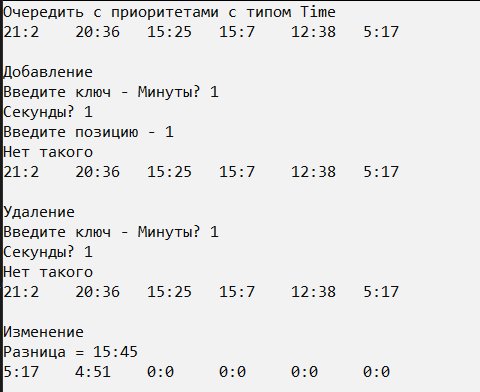 Очередить с приоритетами с типом Time
21:2 20:36 15:25 15:7 12:38 5:17
Добавление
Введите ключ - Минуты? 1
Секунды? 1
Введите позицию - 1
Нет такого
21:2 20:36 15:25 15:7 12:38 5:17
Удаление
Введите ключ - Минуты? 1
Секунды? 1
Нет такого
21:2 20:36 15:25 15:7 12:38 5:17
Изменение
Разница = 15:45
5:17 4:51 0:0 0:0 0:0 0:0